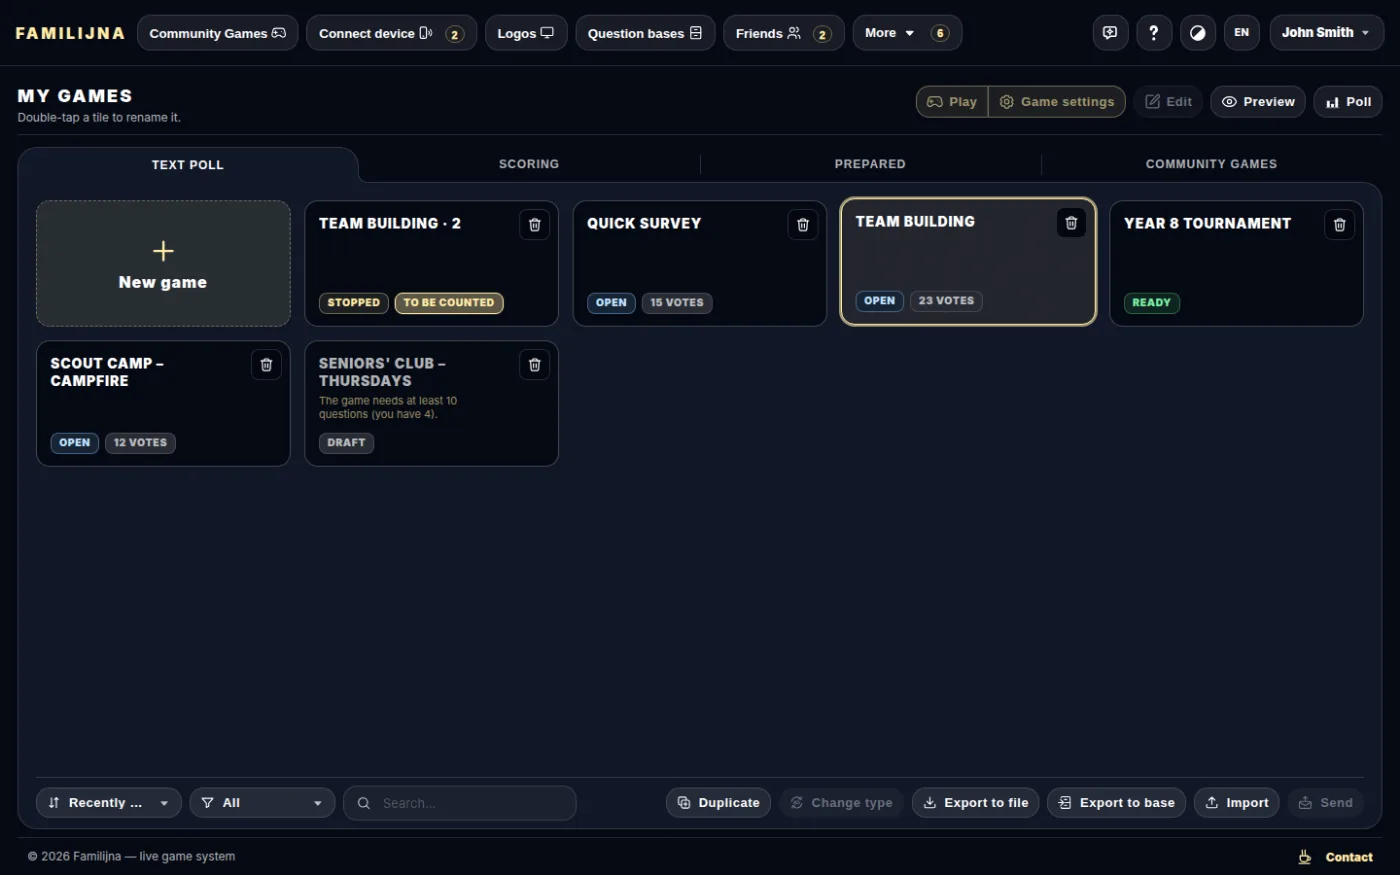 FAMILIJNA
Community Games
Connect device 2
Logos
Question bases
Friends 2
More 6
?
EN
John Smith
MY GAMES
Double-tap a tile to rename it.
Play
Game settings
Edit
Preview
Poll
TEXT POLL
SCORING
PREPARED
COMMUNITY GAMES
New game
TEAM BUILDING · 2
STOPPED
TO BE COUNTED
QUICK SURVEY
OPEN
15 VOTES
TEAM BUILDING
OPEN
23 VOTES
YEAR 8 TOURNAMENT
READY
SCOUT CAMP –
CAMPFIRE
OPEN
12 VOTES
SENIORS' CLUB –
THURSDAYS
The game needs at least 10
questions (you have 4).
DRAFT
Recently ...
All
Search...
Duplicate
Change type
Export to file
Export to base
Import
Send
© 2026 Familijna — live game system
Contact